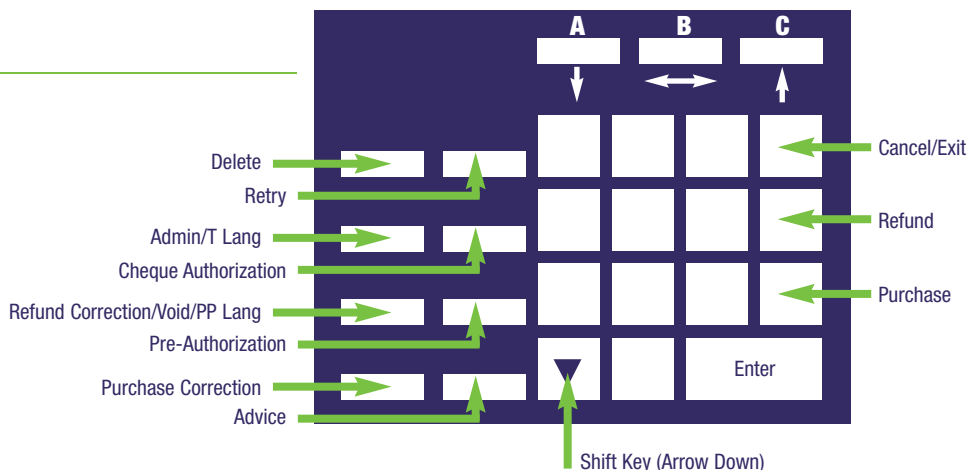 A B C
Delete
Cancel/Exit
Retry
Refund
Admin/T Lang
Cheque Authorization
Purchase
Refund Correction/Void/PP Lang
Pre-Authorization
Enter
Purchase Correction
Advice
Shift Key (Arrow Down)